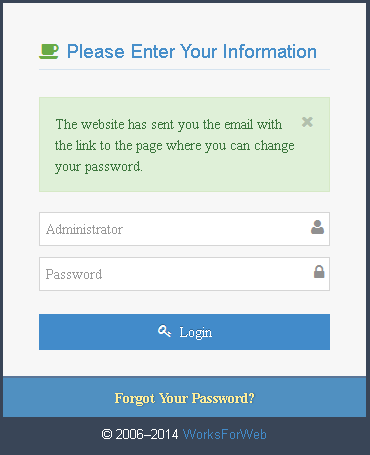 Please Enter Your Information
The website has sent you the email with
the link to the page where you can change
your password.
Administrator
Password
Login
Forgot Your Password?
© 2006–2014 WorksForWeb